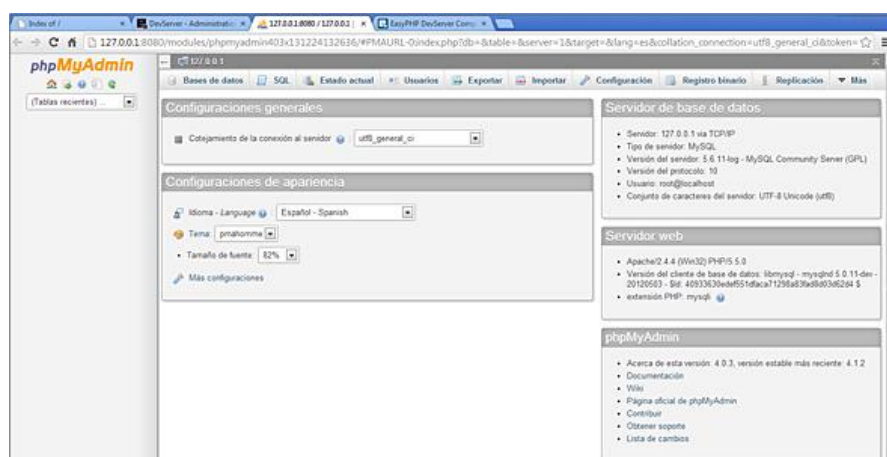 Index of /
DevServer - Administratio
127.0.0.1:8080 / 127.0.0.1 |
EasyPHP DevServer Comp
127.0.0.1:8080/modules/phpmyadmin403x131224132636/#PMAURL-0:index.php?db=&table=&server=1&target=&lang=es&collation_connection=utf8_general_ci&token=
phpMyAdmin
(Tablas recientes) ...
127.0.0.1
Bases de datos SQL Estado actual Usuarios Exportar Importar Configuración Registro binario Replicación Más
Configuraciones generales
Cotejamiento de la conexión al servidor : utf8_general_ci
Configuraciones de apariencia
Idioma - Language : Español - Spanish
Tema: pmahomme
Tamaño de fuente: 82%
Más configuraciones
Servidor de base de datos
Servidor: 127.0.0.1 via TCP/IP
Tipo de servidor: MySQL
Versión del servidor: 5.6.11-log - MySQL Community Server (GPL)
Versión del protocolo: 10
Usuario: root@localhost
Conjunto de caracteres del servidor: UTF-8 Unicode (utf8)
Servidor web
Apache/2.4.4 (Win32) PHP/5.5.0
Versión del cliente de base de datos: libmysql - mysqlnd 5.0.11-dev -
20120503 - $Id:
extensión PHP: mysqli
phpMyAdmin
Acerca de esta versión: 4.0.3, versión estable más reciente: 4.1.2
Documentación
Wiki
Página oficial de phpMyAdmin
Contribuir
Obtener soporte
Lista de cambios